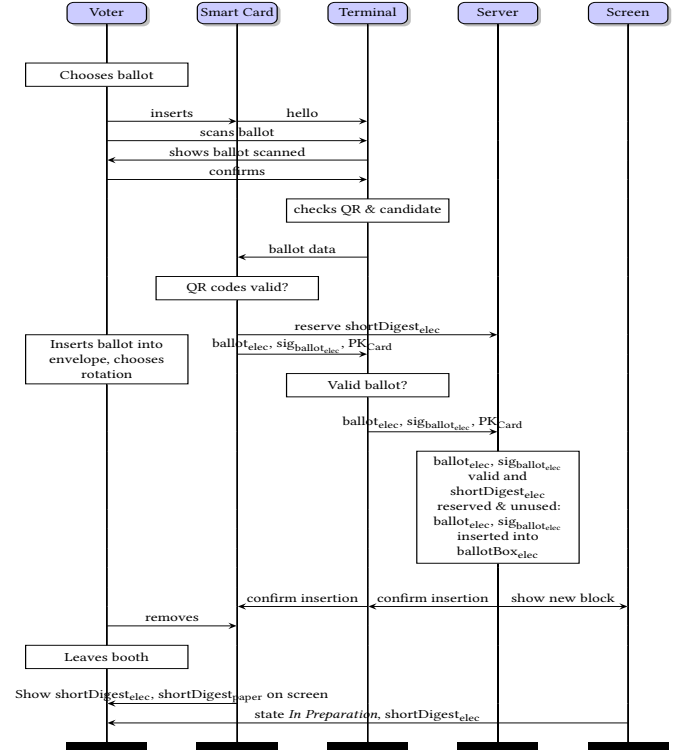 Voter Smart Card Terminal Server Screen
Chooses ballot
inserts hello
scans ballot
shows ballot scanned
confirms
checks QR & candidate
ballot data
QR codes valid?
reserve shortDigest_elec
Inserts ballot into
envelope, chooses
rotation
ballot_elec, sig_ballot_elec, PK_Card
Valid ballot?
ballot_elec, sig_ballot_elec, PK_Card
ballot_elec, sig_ballot_elec
valid and
shortDigest_elec
reserved & unused:
ballot_elec, sig_ballot_elec
inserted into
ballotBox_elec
confirm insertion confirm insertion show new block
removes
Leaves booth
Show shortDigest_elec, shortDigest_paper on screen
state In Preparation, shortDigest_elec